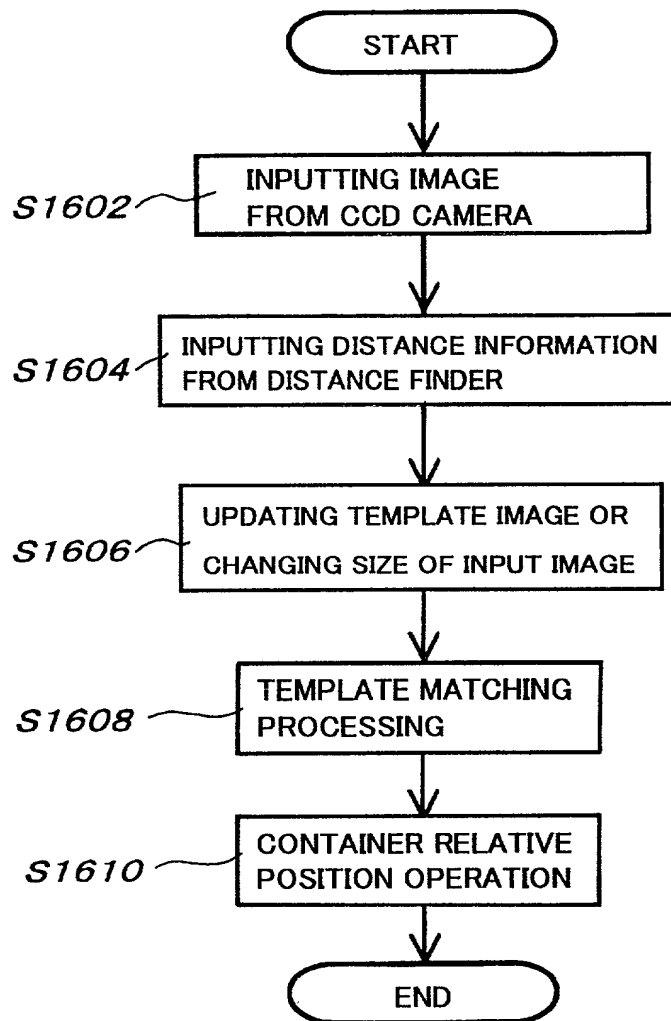 START
S1602
INPUTTING IMAGE
FROM CCD CAMERA
S1604
INPUTTING DISTANCE INFORMATION
FROM DISTANCE FINDER
S1606
UPDATING TEMPLATE IMAGE OR
CHANGING SIZE OF INPUT IMAGE
S1608
TEMPLATE MATCHING
PROCESSING
S1610
CONTAINER RELATIVE
POSITION OPERATION
END